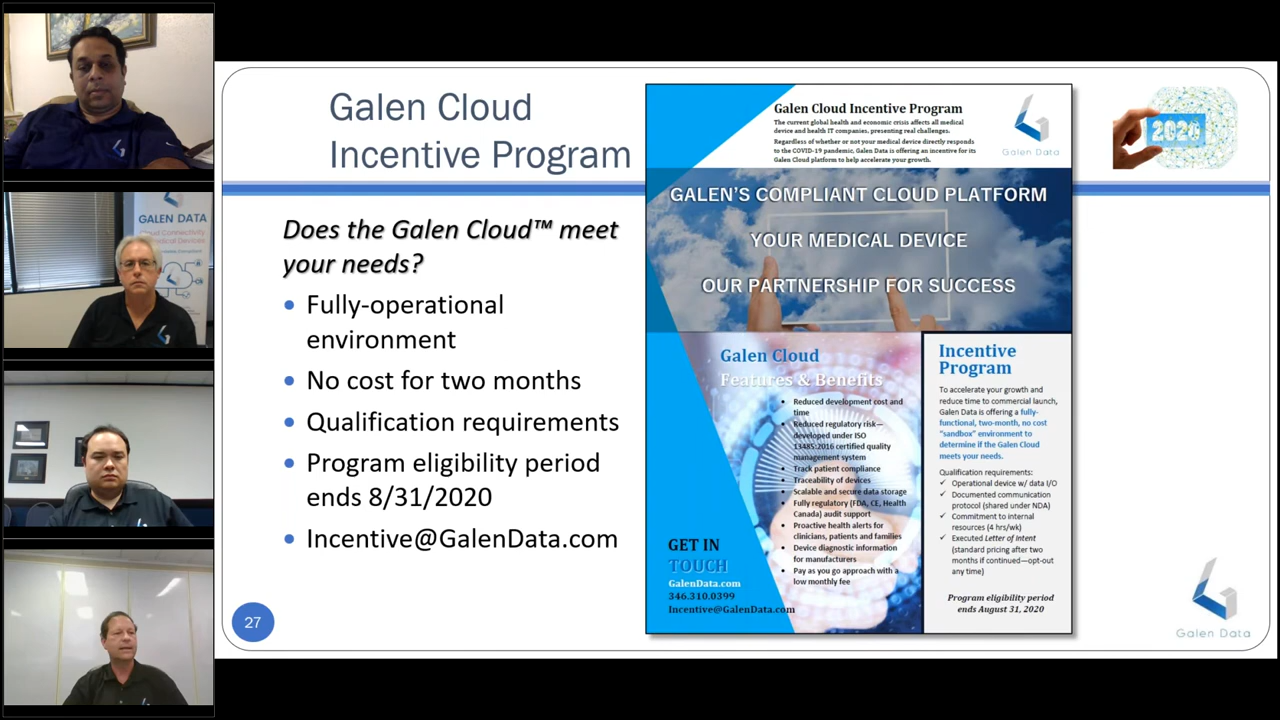 GALEN DATA
Cloud Connectivity
Medical Devices
Galen Cloud
Incentive Program
Does the Galen Cloud™ meet
your needs?
• Fully-operational
environment
• No cost for two months
• Qualification requirements
• Program eligibility period
ends 8/31/2020
• Incentive@GalenData.com
27
Galen Cloud Incentive Program
The current global health and economic crisis affects all medical
device and health IT companies, presenting real challenges.
Regardless of whether or not your medical device directly responds
to the COVID-19 pandemic, Galen Data is offering an incentive for its
Galen Cloud platform to help accelerate your growth.
Galen Data
GALEN'S COMPLIANT CLOUD PLATFORM
YOUR MEDICAL DEVICE
OUR PARTNERSHIP FOR SUCCESS
Galen Cloud
Features & Benefits
• Reduced development cost and
time
• Reduced regulatory risk—
developed under ISO
13485:2016 certified quality
management system
• Track patient compliance
• Traceability of devices
• Scalable and secure data storage
• Fully regulatory (FDA, CE, Health
Canada) audit support
• Proactive health alerts for
clinicians, patients and families
• Device diagnostic information
for manufacturers
• Pay as you go approach with a
low monthly fee
GET IN
TOUCH
GalenData.com
346.310.0399
Incentive@GalenData.com
Incentive
Program
To accelerate your growth and
reduce time to commercial launch,
Galen Data is offering a fully-
functional, two-month, no cost
"sandbox" environment to
determine if the Galen Cloud
meets your needs.
Qualification requirements:
✓ Operational device w/ data I/O
✓ Documented communication
protocol (shared under NDA)
✓ Commitment to internal
resources (4 hrs/wk)
✓ Executed Letter of Intent
(standard pricing after two
months if continued—opt-out
any time)
Program eligibility period
ends August 31, 2020
2020
Galen Data